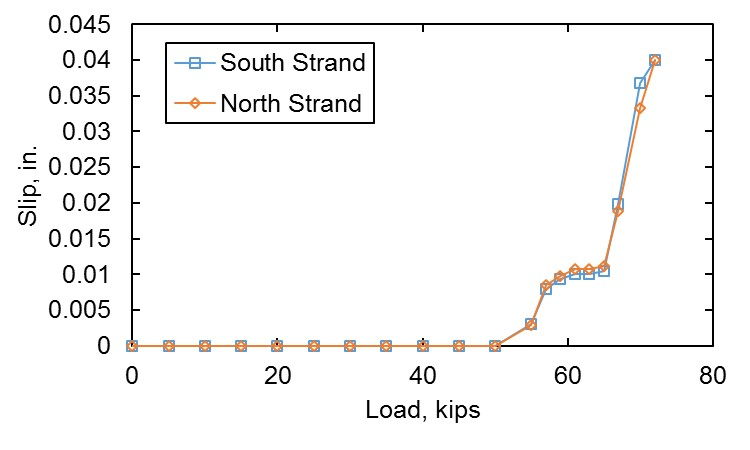 0.045
0.04
0.035
0.03
0.025
0.02
0.015
0.01
0.005
0
Slip, in.
South Strand
North Strand
0 20 40 60 80
Load, kips